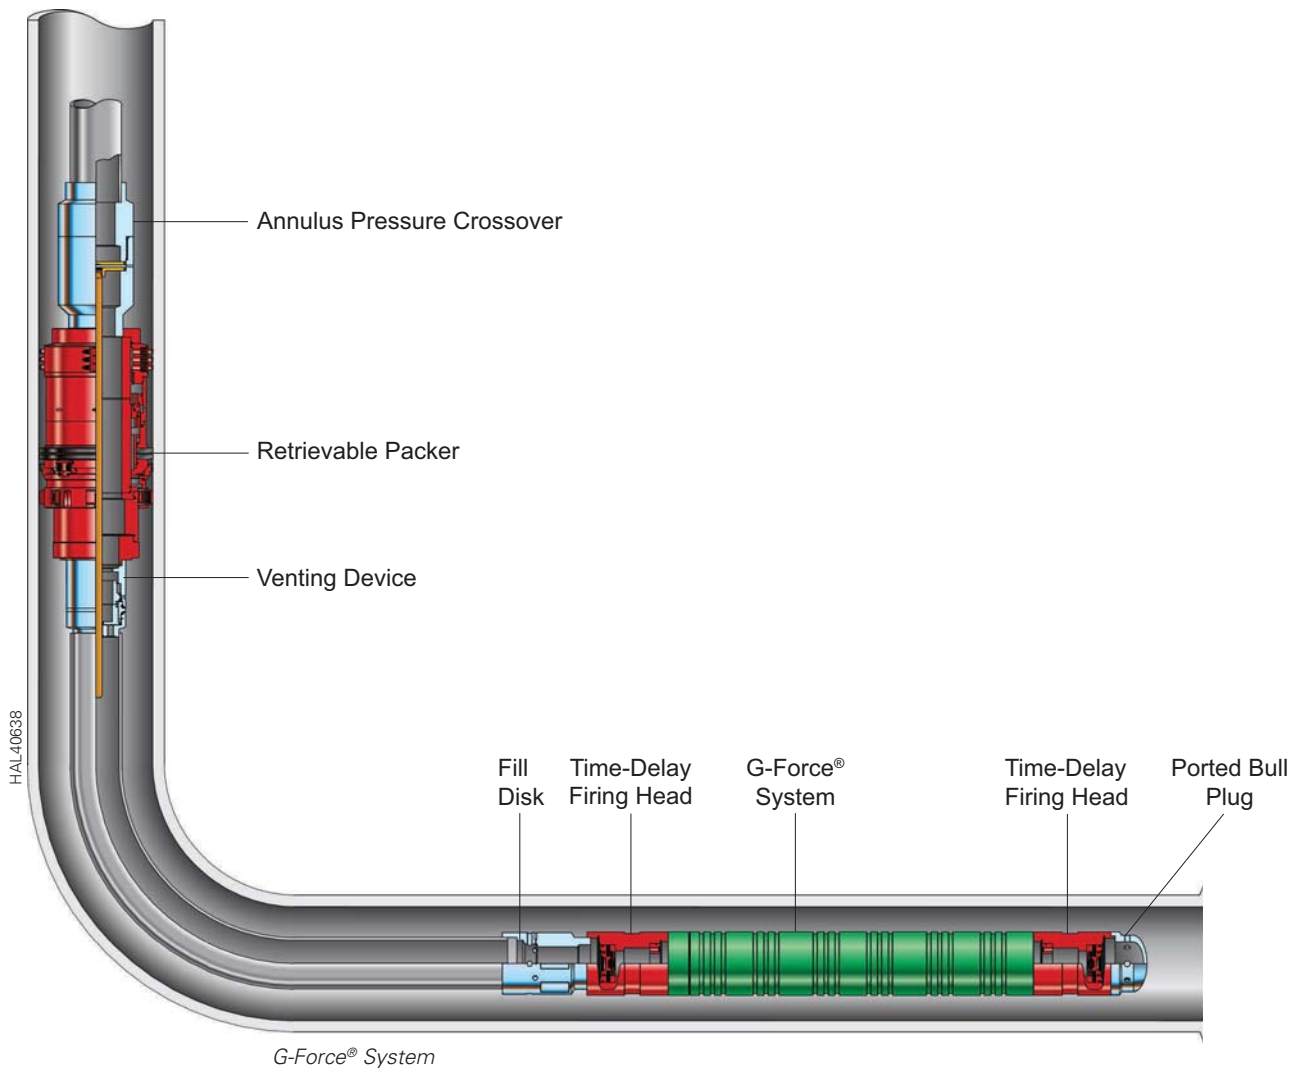 Annulus Pressure Crossover
Retrievable Packer
Venting Device
HAL40638
Fill
Disk
Time-Delay
Firing Head
G-Force®
System
Time-Delay
Firing Head
Ported Bull
Plug
G-Force® System